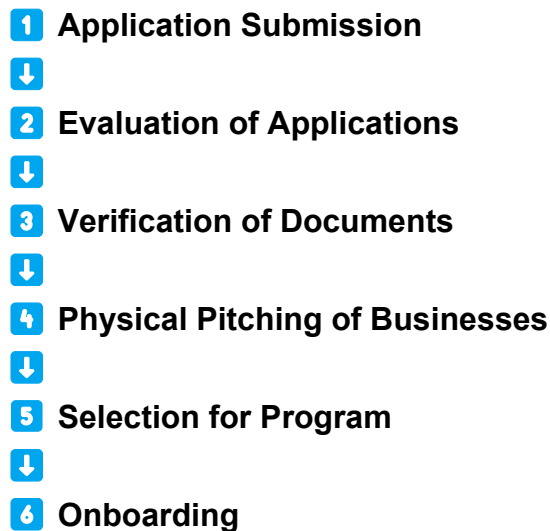 1 Application Submission
↓
2 Evaluation of Applications
↓
3 Verification of Documents
↓
4 Physical Pitching of Businesses
↓
5 Selection for Program
↓
6 Onboarding